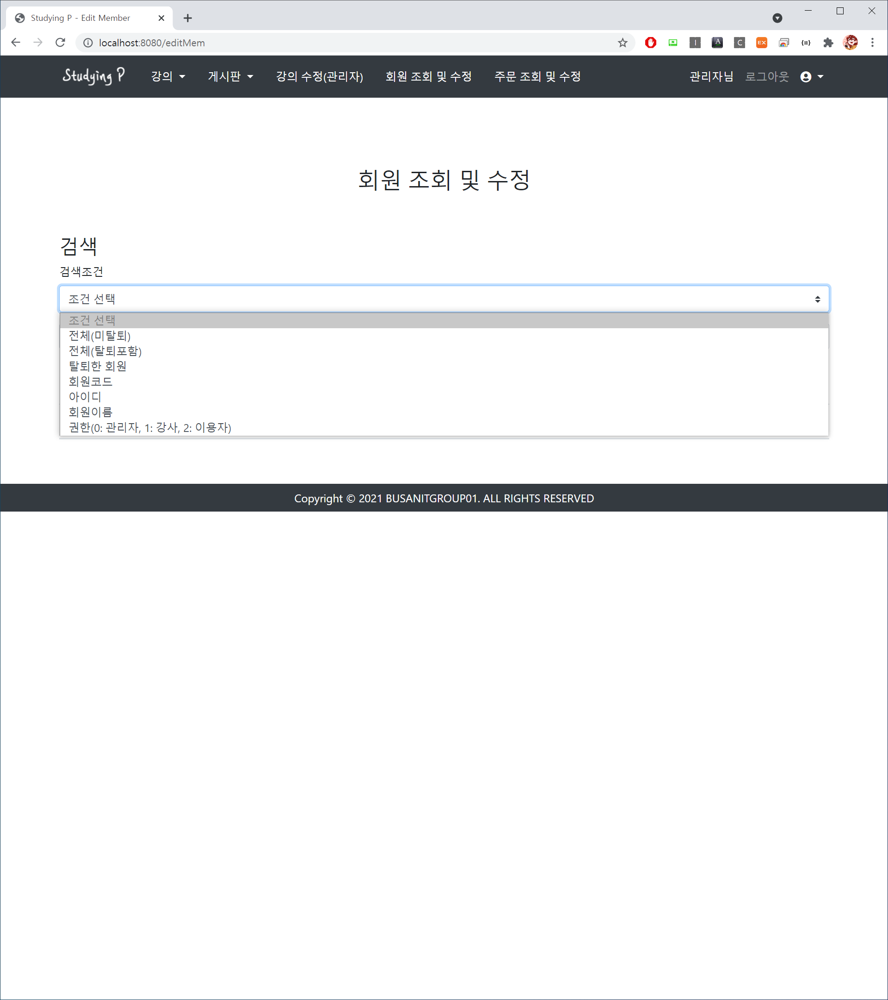 Studying P - Edit Member
localhost:8080/editMem
Studying P 강의 게시판 강의 수정(관리자) 회원 조회 및 수정 주문 조회 및 수정 관리자님 로그아웃
회원 조회 및 수정
검색
검색조건
조건 선택
조건 선택
전체(미탈퇴)
전체(탈퇴포함)
탈퇴한 회원
회원코드
아이디
회원이름
권한(0: 관리자, 1: 강사, 2: 이용자)
Copyright © 2021 BUSANITGROUP01. ALL RIGHTS RESERVED